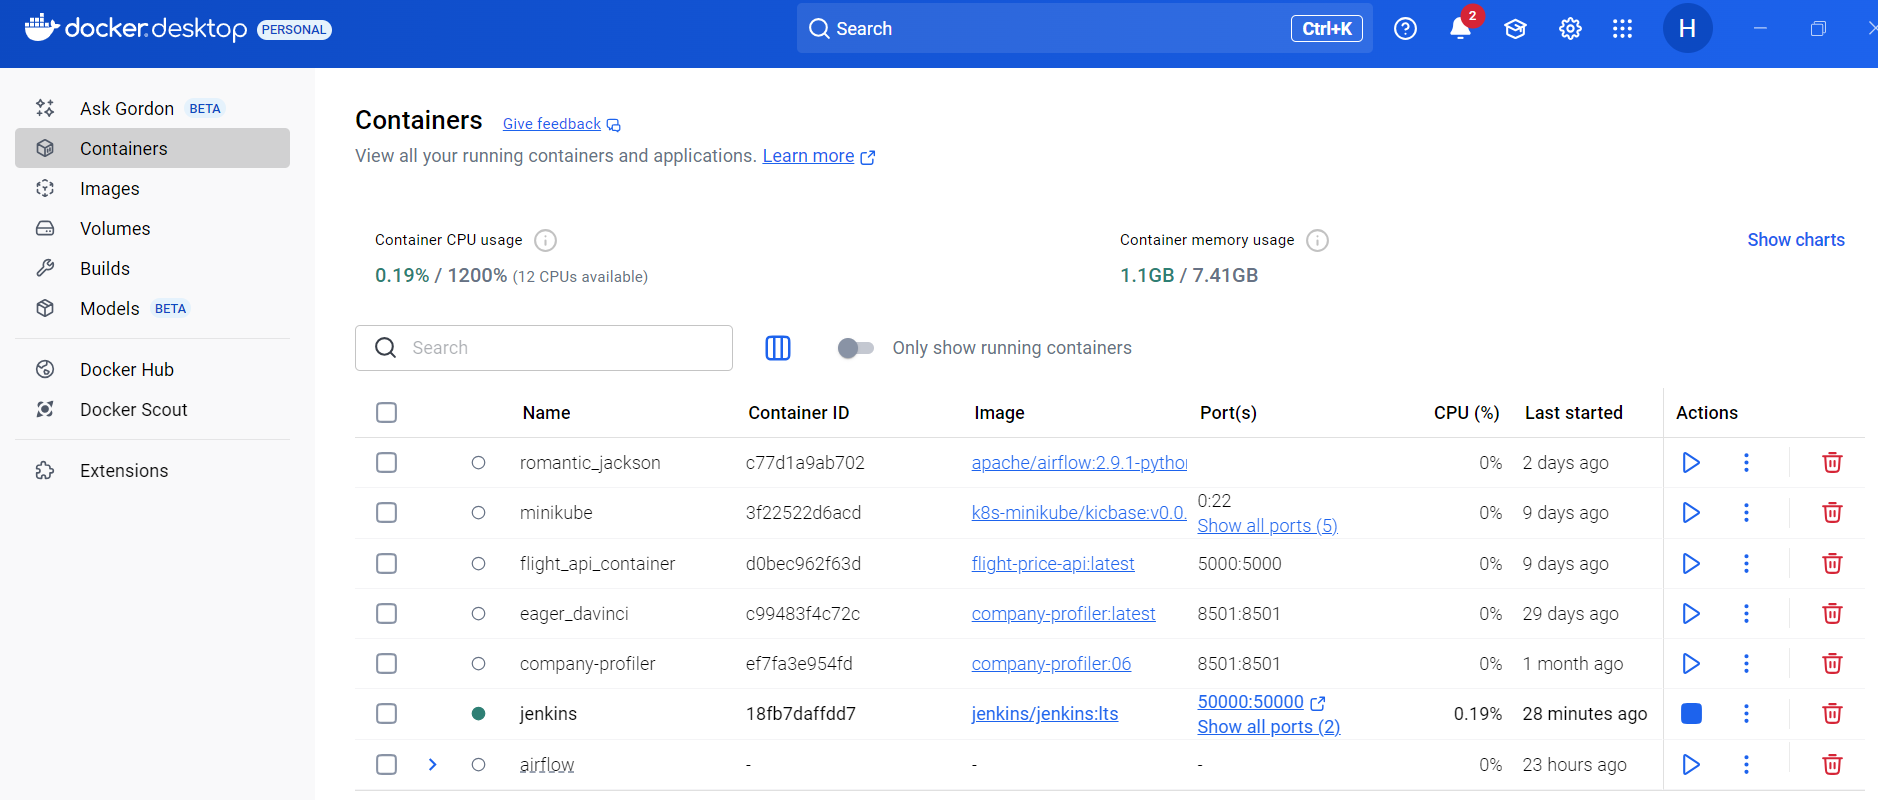 docker.desktop PERSONAL
Search Ctrl+K
2
H
Ask Gordon BETA
Containers
Images
Volumes
Builds
Models BETA
Docker Hub
Docker Scout
Extensions
Containers Give feedback
View all your running containers and applications. Learn more
Container CPU usage
0.19% / 1200% (12 CPUs available)
Container memory usage
1.1GB / 7.41GB
Show charts
Search
Only show running containers
Name Container ID Image Port(s) CPU (%) Last started Actions
romantic_jackson c77d1a9ab702 apache/airflow:2.9.1-pythor 0% 2 days ago
minikube 3f22522d6acd k8s-minikube/kicbase:v0.0. 0:22 0% 9 days ago
Show all ports (5)
flight_api_container d0bec962f63d flight-price-api:latest 5000:5000 0% 9 days ago
eager_davinci c99483f4c72c company-profiler:latest 8501:8501 0% 29 days ago
company-profiler ef7fa3e954fd company-profiler:06 8501:8501 0% 1 month ago
jenkins 18fb7daffdd7 jenkins/jenkins:lts 50000:50000 0.19% 28 minutes ago
Show all ports (2)
airflow - - - 0% 23 hours ago